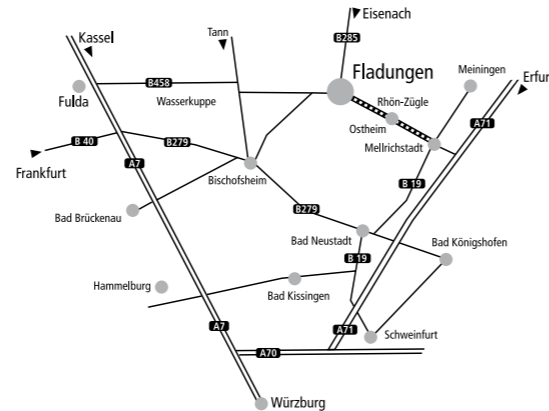 Eisenach
Kassel
Tann
B285
Fladungen
Meiningen
Erfur
B458
Fulda
Wasserkuppe
Rhön-Zügle
Ostheim
A71
B 40
B279
Mellrichstadt
Frankfurt
A7
Bischofsheim
B 19
Bad Brückenau
B279
Bad Neustadt
Bad Königshofen
B 19
Hammelburg
Bad Kissingen
A7
A71
Schweinfurt
A70
Würzburg